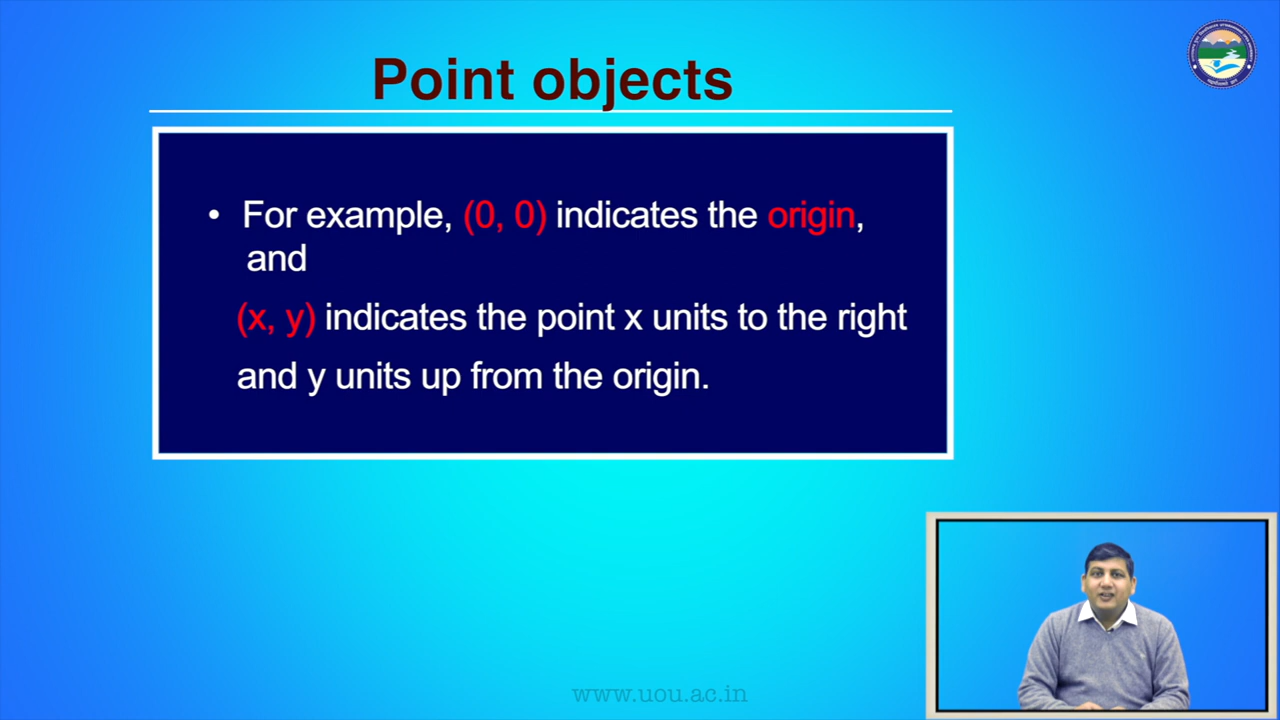 Point objects
• For example, (0, 0) indicates the origin,
and
(x, y) indicates the point x units to the right
and y units up from the origin.
www.uou.ac.in